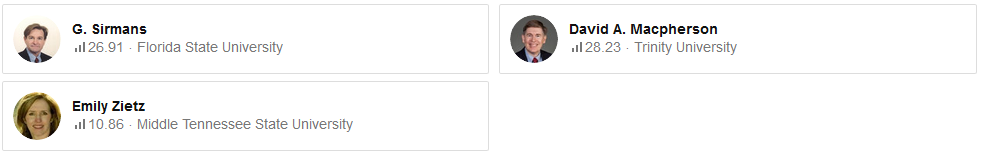 G. Sirmans
26.91 · Florida State University
David A. Macpherson
28.23 · Trinity University
Emily Zietz
10.86 · Middle Tennessee State University